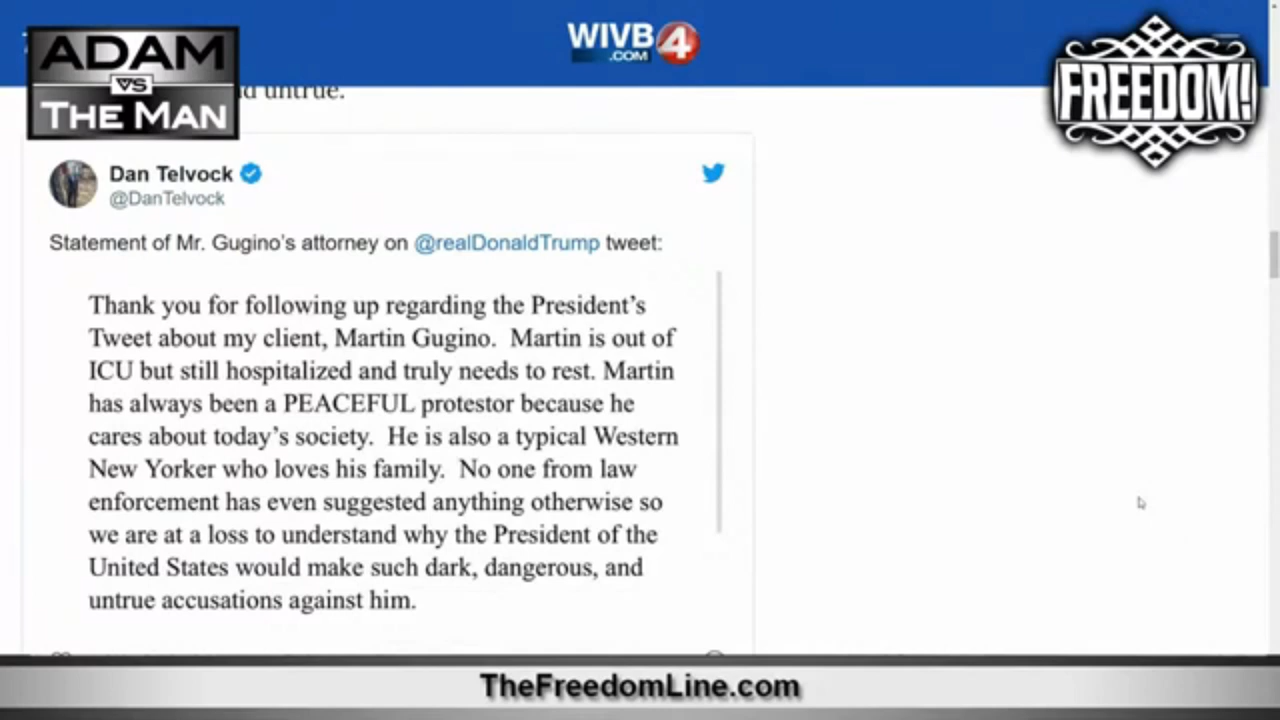 ADAM
VS
THE MAN
WIVB 4
.COM
FREEDOM!
untrue.
Dan Telvock
@DanTelvock
Statement of Mr. Gugino's attorney on @realDonaldTrump tweet:
Thank you for following up regarding the President's
Tweet about my client, Martin Gugino. Martin is out of
ICU but still hospitalized and truly needs to rest. Martin
has always been a PEACEFUL protestor because he
cares about today's society. He is also a typical Western
New Yorker who loves his family. No one from law
enforcement has even suggested anything otherwise so
we are at a loss to understand why the President of the
United States would make such dark, dangerous, and
untrue accusations against him.
TheFreedomLine.com